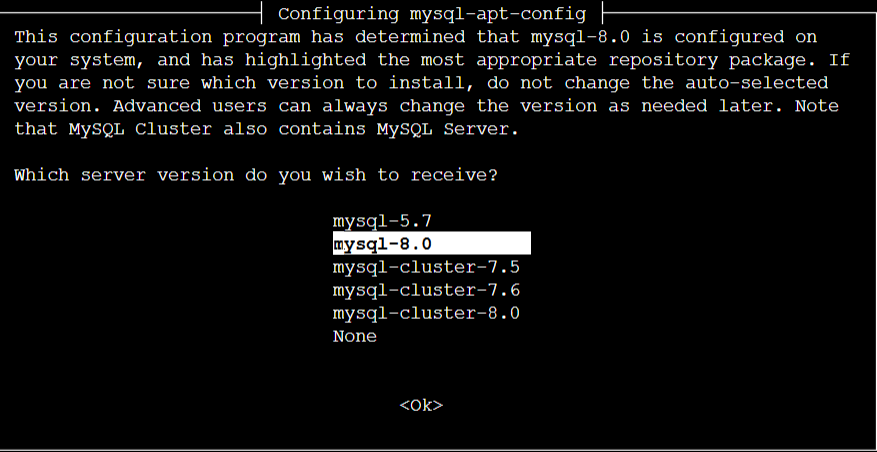 Configuring mysql-apt-config
This configuration program has determined that mysql-8.0 is configured on
your system, and has highlighted the most appropriate repository package. If
you are not sure which version to install, do not change the auto-selected
version. Advanced users can always change the version as needed later. Note
that MySQL Cluster also contains MySQL Server.
Which server version do you wish to receive?
mysql-5.7
mysql-8.0
mysql-cluster-7.5
mysql-cluster-7.6
mysql-cluster-8.0
None
<Ok>